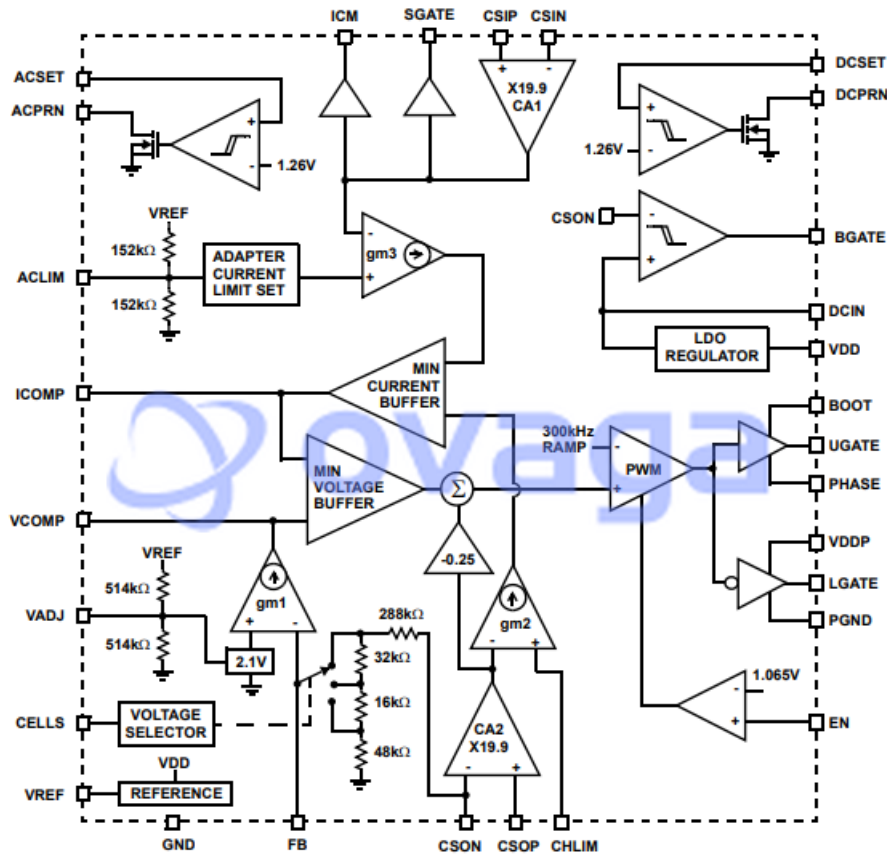 ICM
SGATE
CSIP
CSIN
ACSET
ACPRN
+
-
1.26V
+
-
X19.9
CA1
DCSET
DCPRN
+
-
1.26V
CSON
-
+
BGATE
VREF
152kΩ
ACLIM
152kΩ
ADAPTER
CURRENT
LIMIT SET
-
gm3
+
DCIN
LDO
REGULATOR
VDD
ICOMP
MIN
CURRENT
BUFFER
MIN
VOLTAGE
BUFFER
Σ
300kHz
RAMP
-
PWM
+
BOOT
UGATE
PHASE
ovaga
VCOMP
VREF
514kΩ
VADJ
514kΩ
gm1
+
-
2.1V
-0.25
gm2
-
+
288kΩ
32kΩ
16kΩ
48kΩ
VDDP
LGATE
PGND
1.065V
-
+
EN
CELLS
VOLTAGE
SELECTOR
CA2
X19.9
-
+
VDD
VREF
REFERENCE
GND
FB
CSON
CSOP
CHLIM